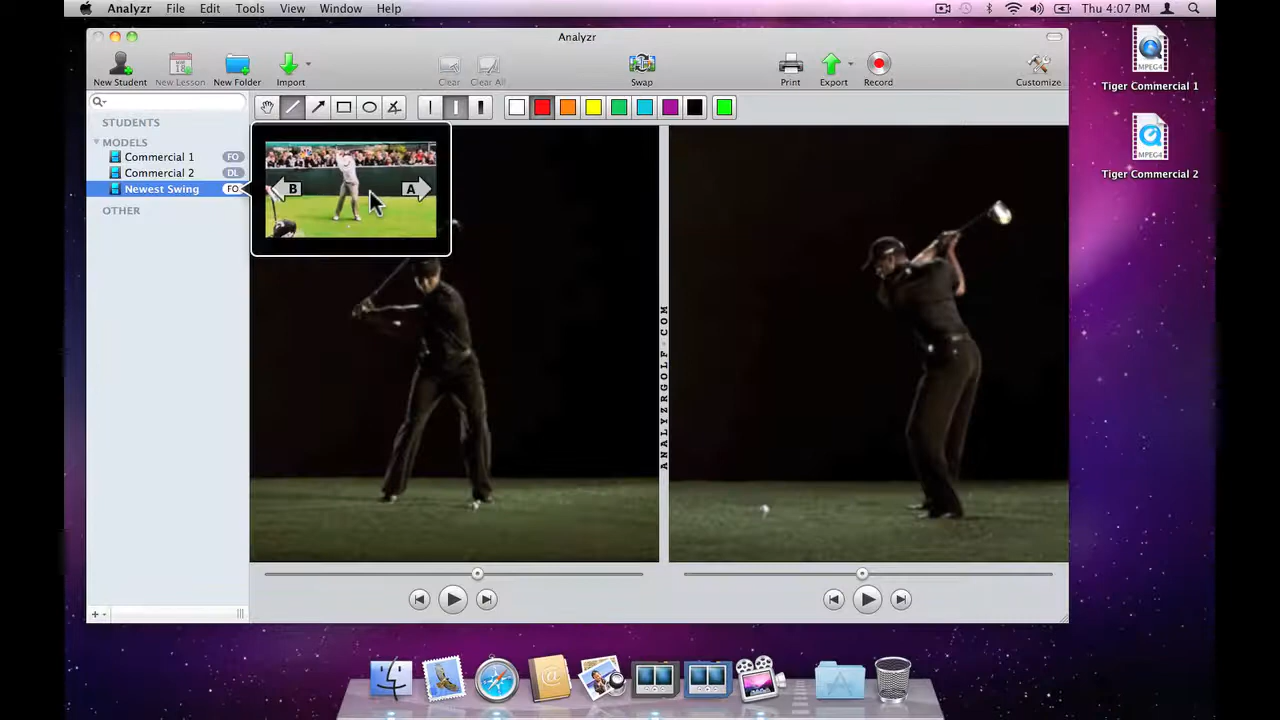 Analyzr File Edit Tools View Window Help
Thu 4:07 PM
Analyzr
New Student New Lesson New Folder Import Clear Clear All Swap Print Export Record Customize
STUDENTS
MODELS
Commercial 1 FO
Commercial 2 DL
Newest Swing FO
OTHER
B A
ANALYZRGOLF.COM
MPEG4
Tiger Commercial 1
MPEG4
Tiger Commercial 2